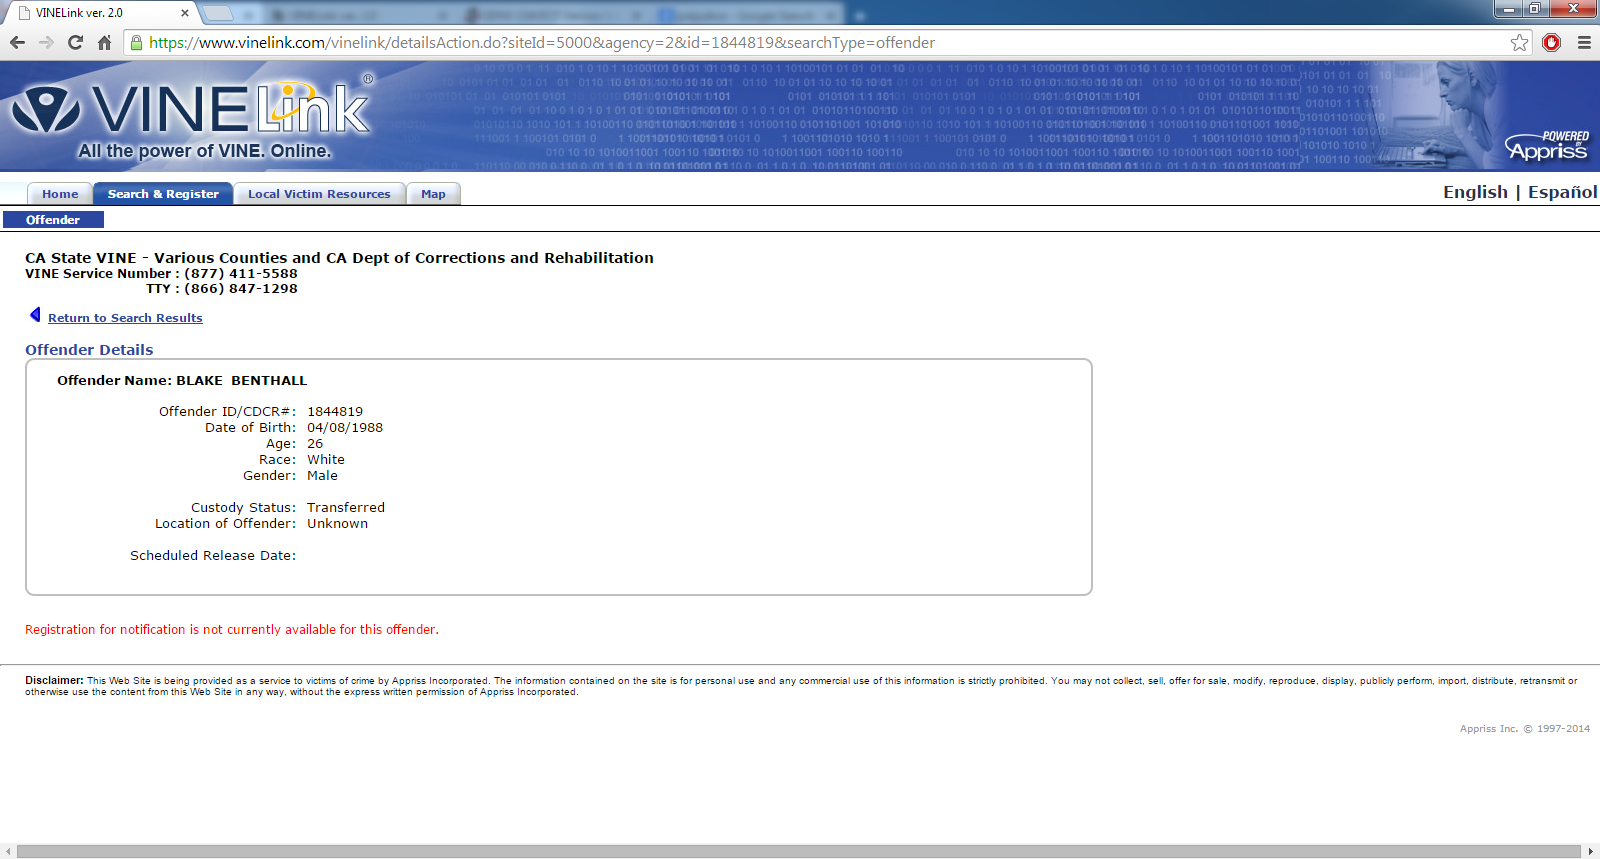 VINELink ver. 2.0
https://www.vinelink.com/vinelink/detailsAction.do?siteId=5000&agency=2&id=1844819&searchType=offender
VINELink®
All the power of VINE. Online.
POWERED BY
Appriss
Home Search & Register Local Victim Resources Map
English | Español
Offender
CA State VINE - Various Counties and CA Dept of Corrections and Rehabilitation
VINE Service Number : (877) 411-5588
TTY : (866) 847-1298
Return to Search Results
Offender Details
Offender Name: BLAKE BENTHALL
Offender ID/CDCR#: 1844819
Date of Birth: 04/08/1988
Age: 26
Race: White
Gender: Male
Custody Status: Transferred
Location of Offender: Unknown
Scheduled Release Date:
Registration for notification is not currently available for this offender.
Disclaimer: This Web Site is being provided as a service to victims of crime by Appriss Incorporated. The information contained on the site is for personal use and any commercial use of this information is strictly prohibited. You may not collect, sell, offer for sale, modify, reproduce, display, publicly perform, import, distribute, retransmit or
otherwise use the content from this Web Site in any way, without the express written permission of Appriss Incorporated.
Appriss Inc. © 1997-2014